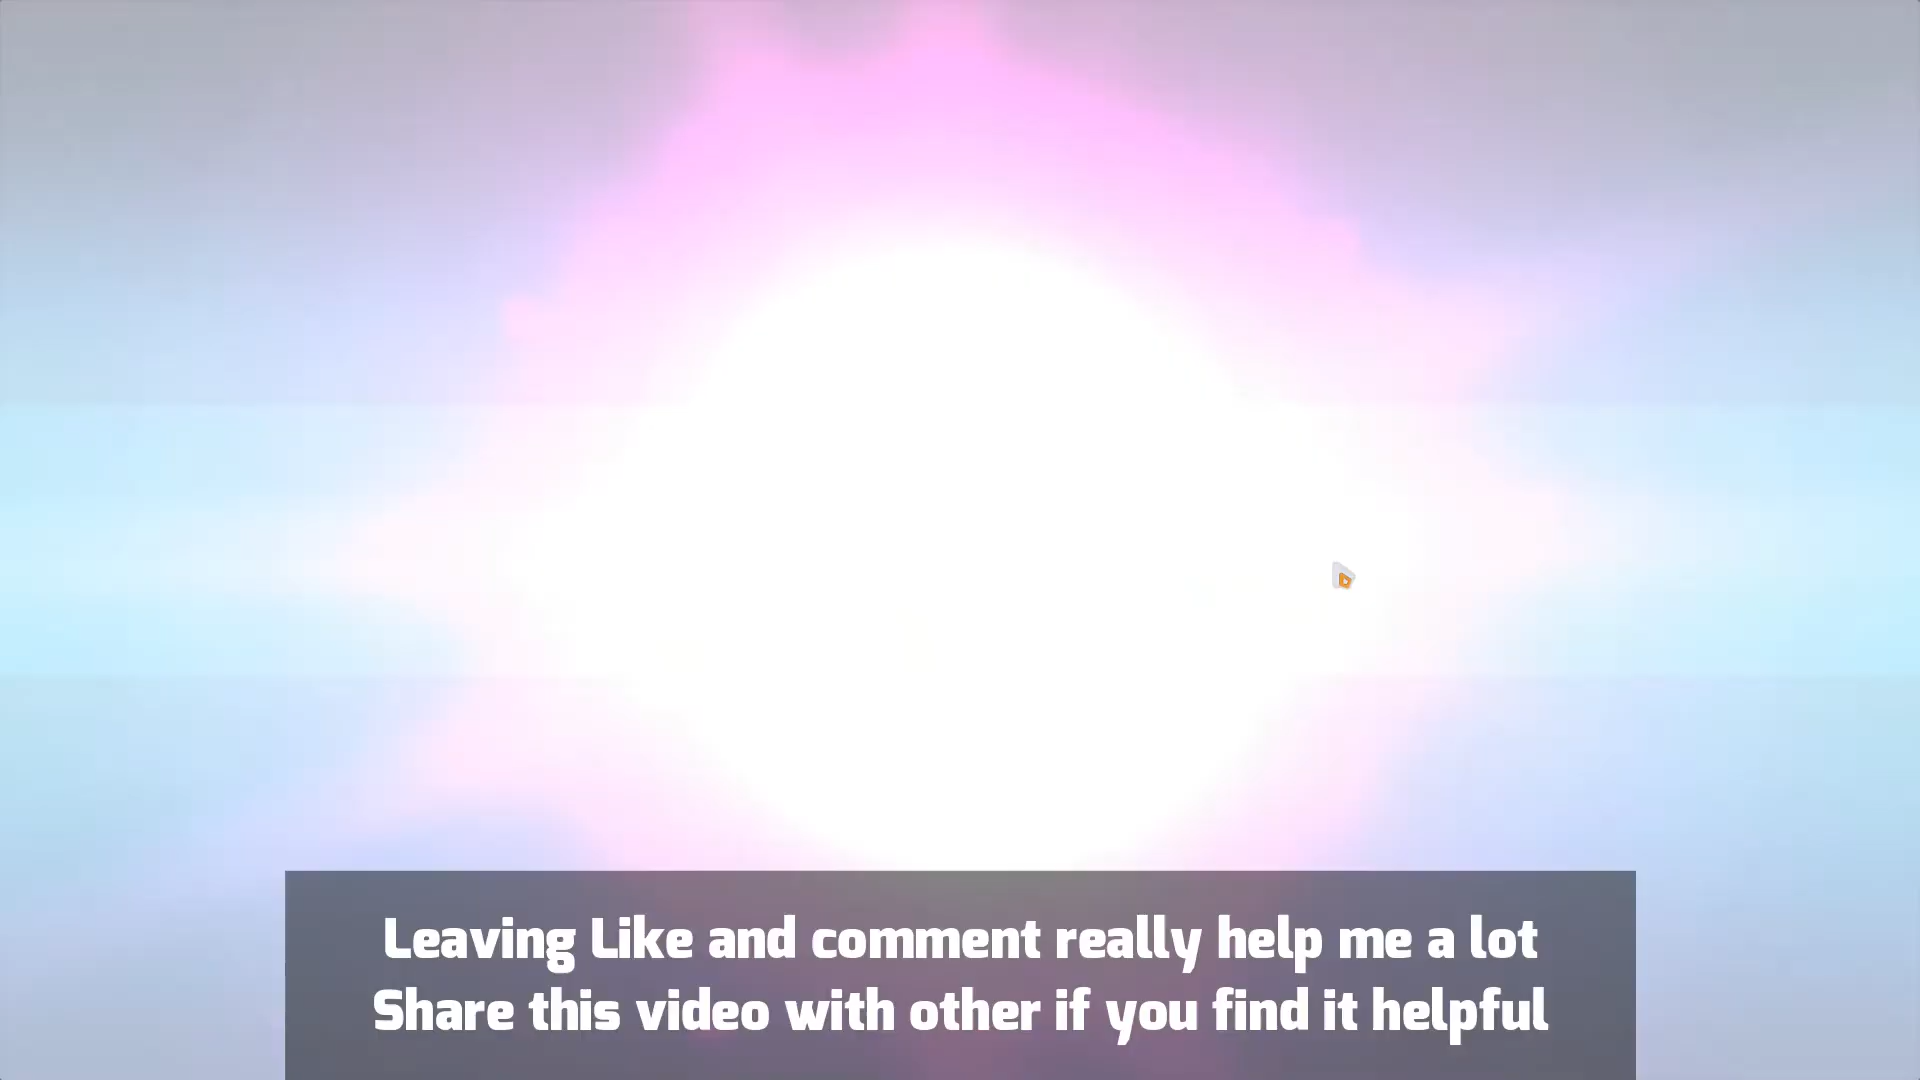 Leaving Like and comment really help me a lot
Share this video with other if you find it helpful